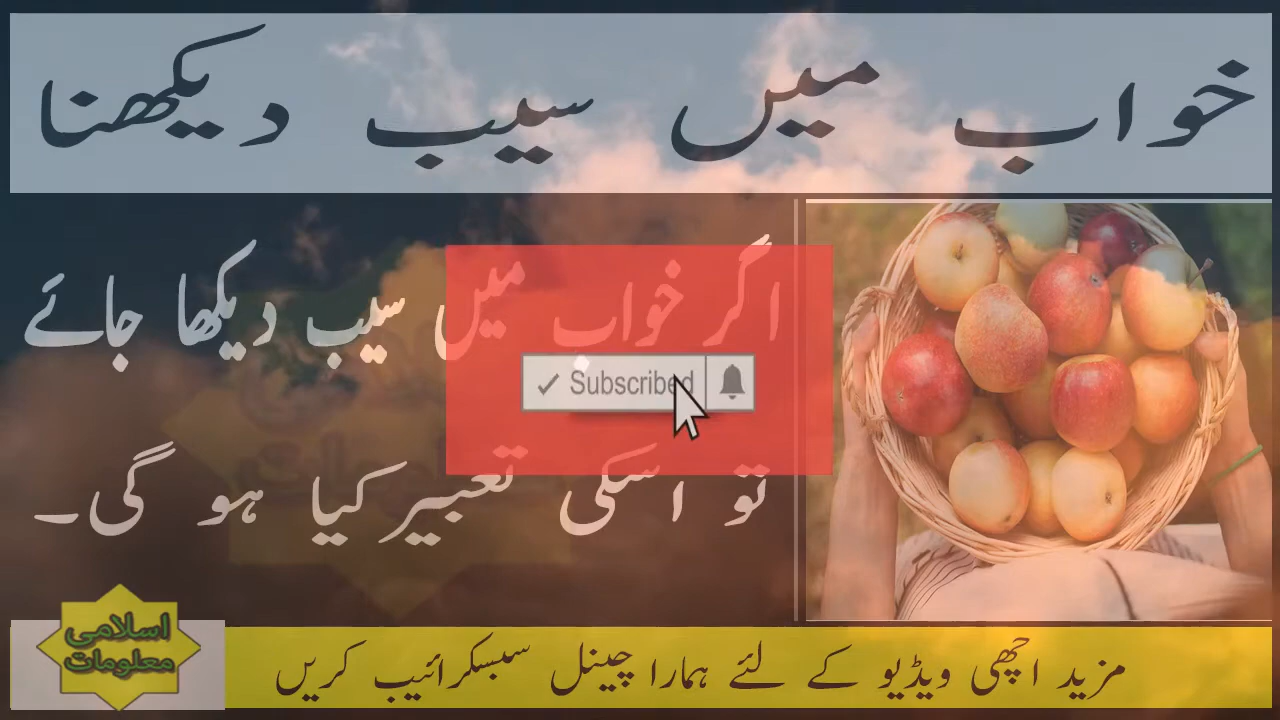 خواب میں سیب دیکھنا
اگر خواب میں سیب دیکھا جائے
Subscribed
تو اسکی تعبیر کیا ہو گی۔
اسلامی
معلومات
مزید اچھی ویڈیو کے لئے ہمارا چینل سبسکرائیب کریں